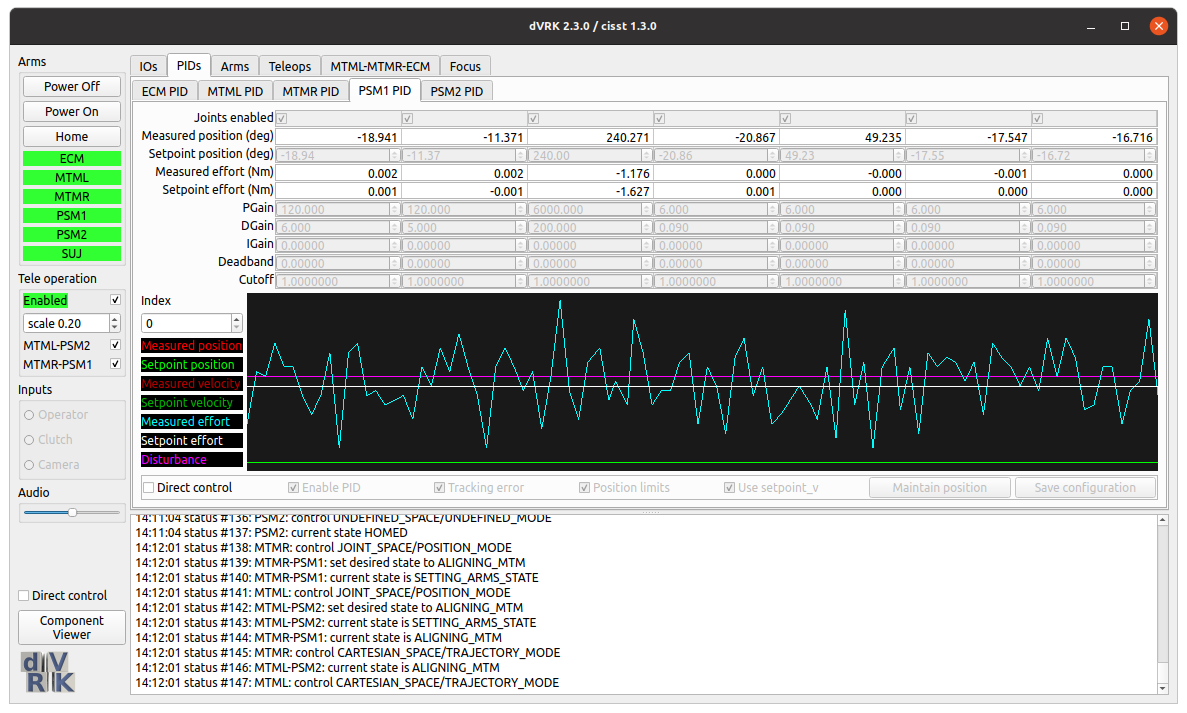 dVRK 2.3.0 / cisst 1.3.0
Arms
Power Off
Power On
Home
ECM
MTML
MTMR
PSM1
PSM2
SUJ
Tele operation
Enabled
scale 0.20
MTML-PSM2
MTMR-PSM1
Inputs
Operator
Clutch
Camera
Audio
Direct control
Component
Viewer
dVRK
IOs PIDs Arms Teleops MTML-MTMR-ECM Focus
ECM PID MTML PID MTMR PID PSM1 PID PSM2 PID
Joints enabled
Measured position (deg) -18.941 -11.371 240.271 -20.867 49.235 -17.547 -16.716
Setpoint position (deg) -18.94 -11.37 240.00 -20.86 49.23 -17.55 -16.72
Measured effort (Nm) 0.002 0.002 -1.176 0.000 -0.000 -0.001 0.000
Setpoint effort (Nm) 0.001 -0.001 -1.627 0.001 0.000 0.000 0.000
PGain 120.000 120.000 6000.000 6.000 6.000 6.000 6.000
DGain 6.000 5.000 200.000 0.090 0.090 0.090 0.090
IGain 0.00000 0.00000 0.00000 0.00000 0.00000 0.00000 0.00000
Deadband 0.00000 0.00000 0.00000 0.00000 0.00000 0.00000 0.00000
Cutoff 1.0000000 1.0000000 1.0000000 1.0000000 1.0000000 1.0000000 1.0000000
Index
0
Measured position
Setpoint position
Measured velocity
Setpoint velocity
Measured effort
Setpoint effort
Disturbance
Direct control Enable PID Tracking error Position limits Use setpoint_v Maintain position Save configuration
14:11:04 status #136: PSM2: control UNDEFINED_SPACE/UNDEFINED_MODE
14:11:04 status #137: PSM2: current state HOMED
14:12:01 status #138: MTMR: control JOINT_SPACE/POSITION_MODE
14:12:01 status #139: MTMR-PSM1: set desired state to ALIGNING_MTM
14:12:01 status #140: MTMR-PSM1: current state is SETTING_ARMS_STATE
14:12:01 status #141: MTML: control JOINT_SPACE/POSITION_MODE
14:12:01 status #142: MTML-PSM2: set desired state to ALIGNING_MTM
14:12:01 status #143: MTML-PSM2: current state is SETTING_ARMS_STATE
14:12:01 status #144: MTMR-PSM1: current state is ALIGNING_MTM
14:12:01 status #145: MTMR: control CARTESIAN_SPACE/TRAJECTORY_MODE
14:12:01 status #146: MTML-PSM2: current state is ALIGNING_MTM
14:12:01 status #147: MTML: control CARTESIAN_SPACE/TRAJECTORY_MODE